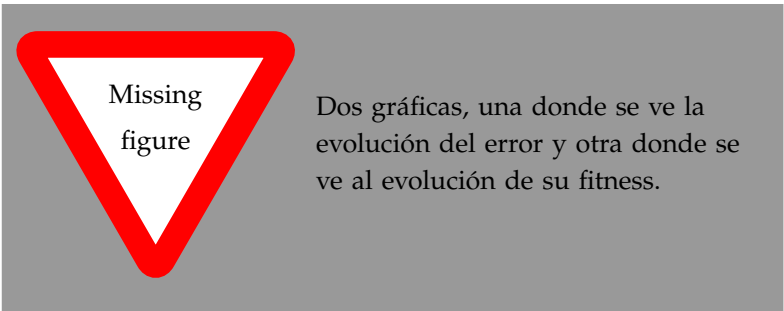 Missing
figure
Dos gráficas, una donde se ve la
evolución del error y otra donde se
ve al evolución de su fitness.